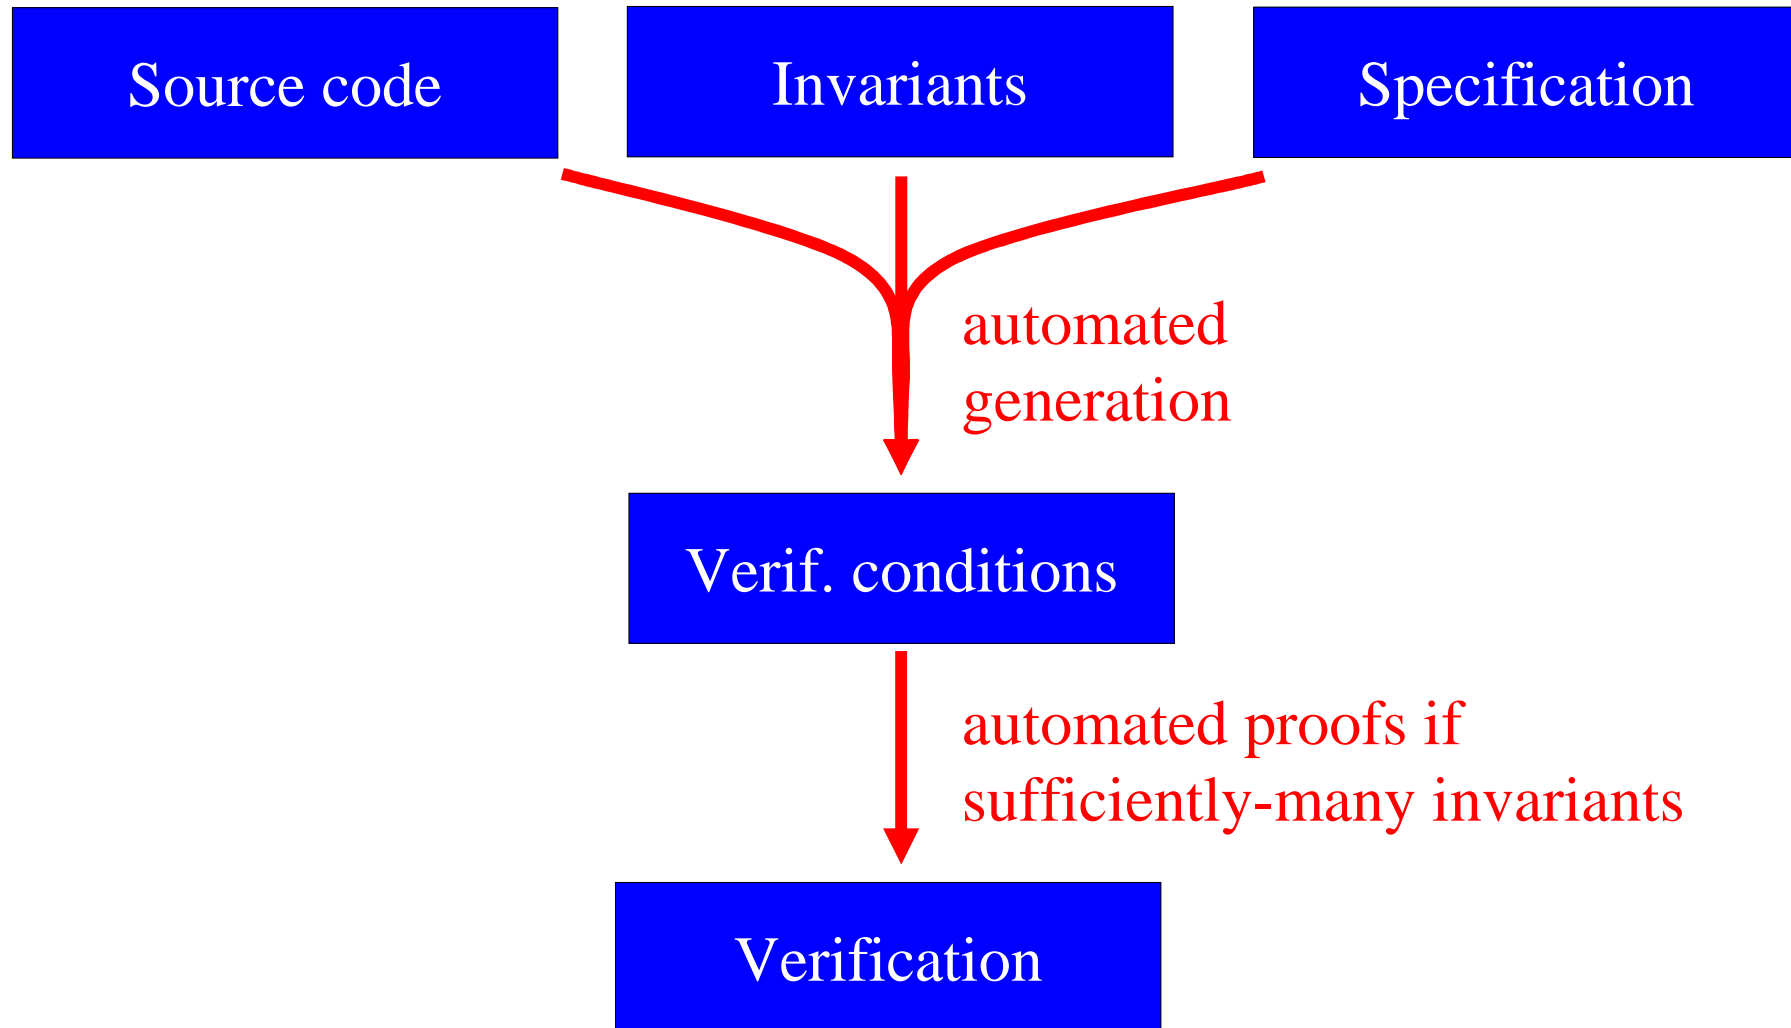 Source code
Invariants
Specification
automated
generation
Verif. conditions
automated proofs if
sufficiently-many invariants
Verification